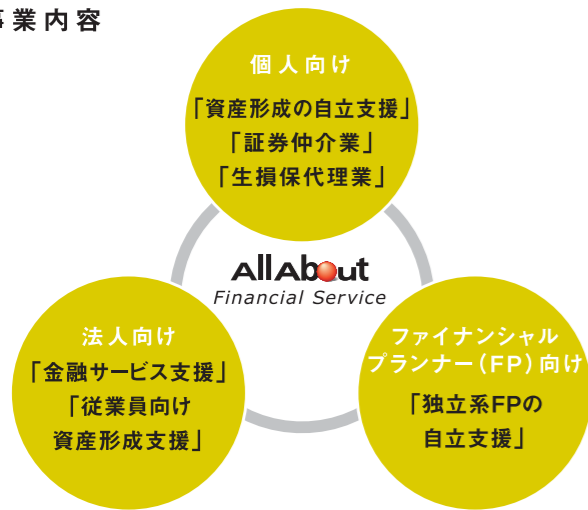 事業内容
個人向け
「資産形成の自立支援」
「証券仲介業」
「生損保代理業」
AllAbout
Financial Service
法人向け
「金融サービス支援」
「従業員向け
資産形成支援」
ファイナンシャル
プランナー(FP)向け
「独立系FPの
自立支援」